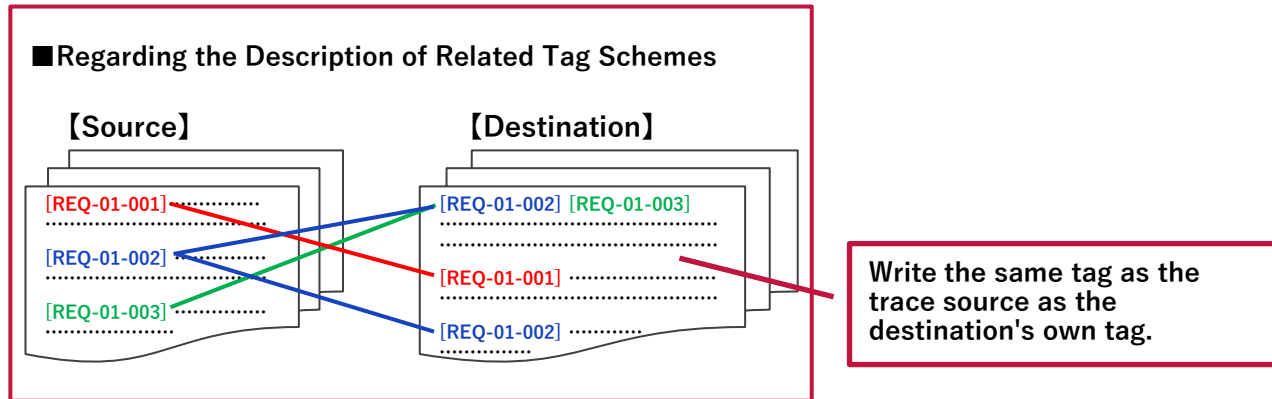 ■Regarding the Description of Related Tag Schemes
【Source】
【Destination】
[REQ-01-001] ···············
[REQ-01-002] ················
[REQ-01-003] ················
[REQ-01-002] [REQ-01-003]
[REQ-01-001] ··························
[REQ-01-002] ·············
Write the same tag as the
trace source as the
destination's own tag.